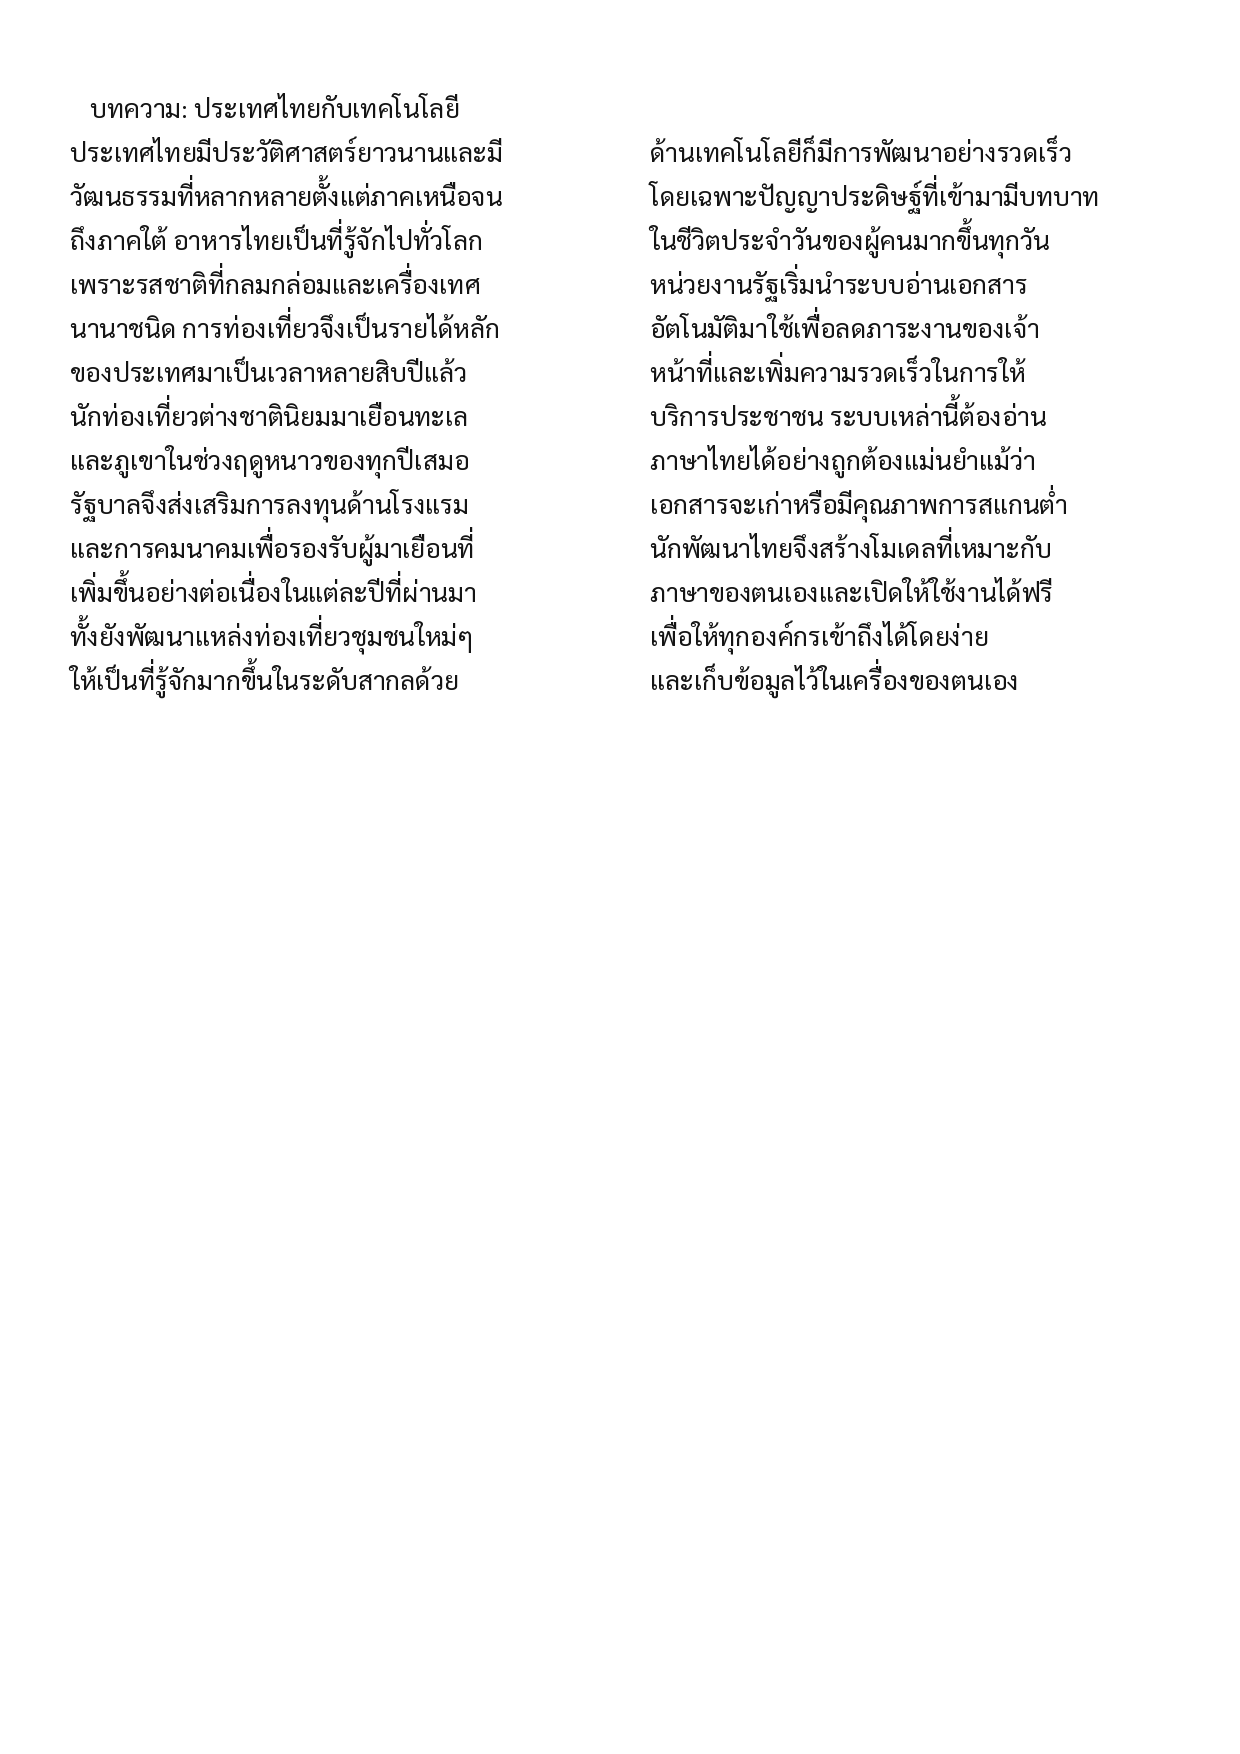 บทความ: ประเทศไทยกับเทคโนโลยี
ประเทศไทยมีประวัติศาสตร์ยาวนานและมี
วัฒนธรรมที่หลากหลายตั้งแต่ภาคเหนือจน
ถึงภาคใต้ อาหารไทยเป็นที่รู้จักไปทั่วโลก
เพราะรสชาติที่กลมกล่อมและเครื่องเทศ
นานาชนิด การท่องเที่ยวจึงเป็นรายได้หลัก
ของประเทศมาเป็นเวลาหลายสิบปีแล้ว
นักท่องเที่ยวต่างชาตินิยมมาเยือนทะเล
และภูเขาในช่วงฤดูหนาวของทุกปีเสมอ
รัฐบาลจึงส่งเสริมการลงทุนด้านโรงแรม
และการคมนาคมเพื่อรองรับผู้มาเยือนที่
เพิ่มขึ้นอย่างต่อเนื่องในแต่ละปีที่ผ่านมา
ทั้งยังพัฒนาแหล่งท่องเที่ยวชุมชนใหม่ๆ
ให้เป็นที่รู้จักมากขึ้นในระดับสากลด้วย
ด้านเทคโนโลยีก็มีการพัฒนาอย่างรวดเร็ว
โดยเฉพาะปัญญาประดิษฐ์ที่เข้ามามีบทบาท
ในชีวิตประจำวันของผู้คนมากขึ้นทุกวัน
หน่วยงานรัฐเริ่มนำระบบอ่านเอกสาร
อัตโนมัติมาใช้เพื่อลดภาระงานของเจ้า
หน้าที่และเพิ่มความรวดเร็วในการให้
บริการประชาชน ระบบเหล่านี้ต้องอ่าน
ภาษาไทยได้อย่างถูกต้องแม่นยำแม้ว่า
เอกสารจะเก่าหรือมีคุณภาพการสแกนต่ำ
นักพัฒนาไทยจึงสร้างโมเดลที่เหมาะกับ
ภาษาของตนเองและเปิดให้ใช้งานได้ฟรี
เพื่อให้ทุกองค์กรเข้าถึงได้โดยง่าย
และเก็บข้อมูลไว้ในเครื่องของตนเอง